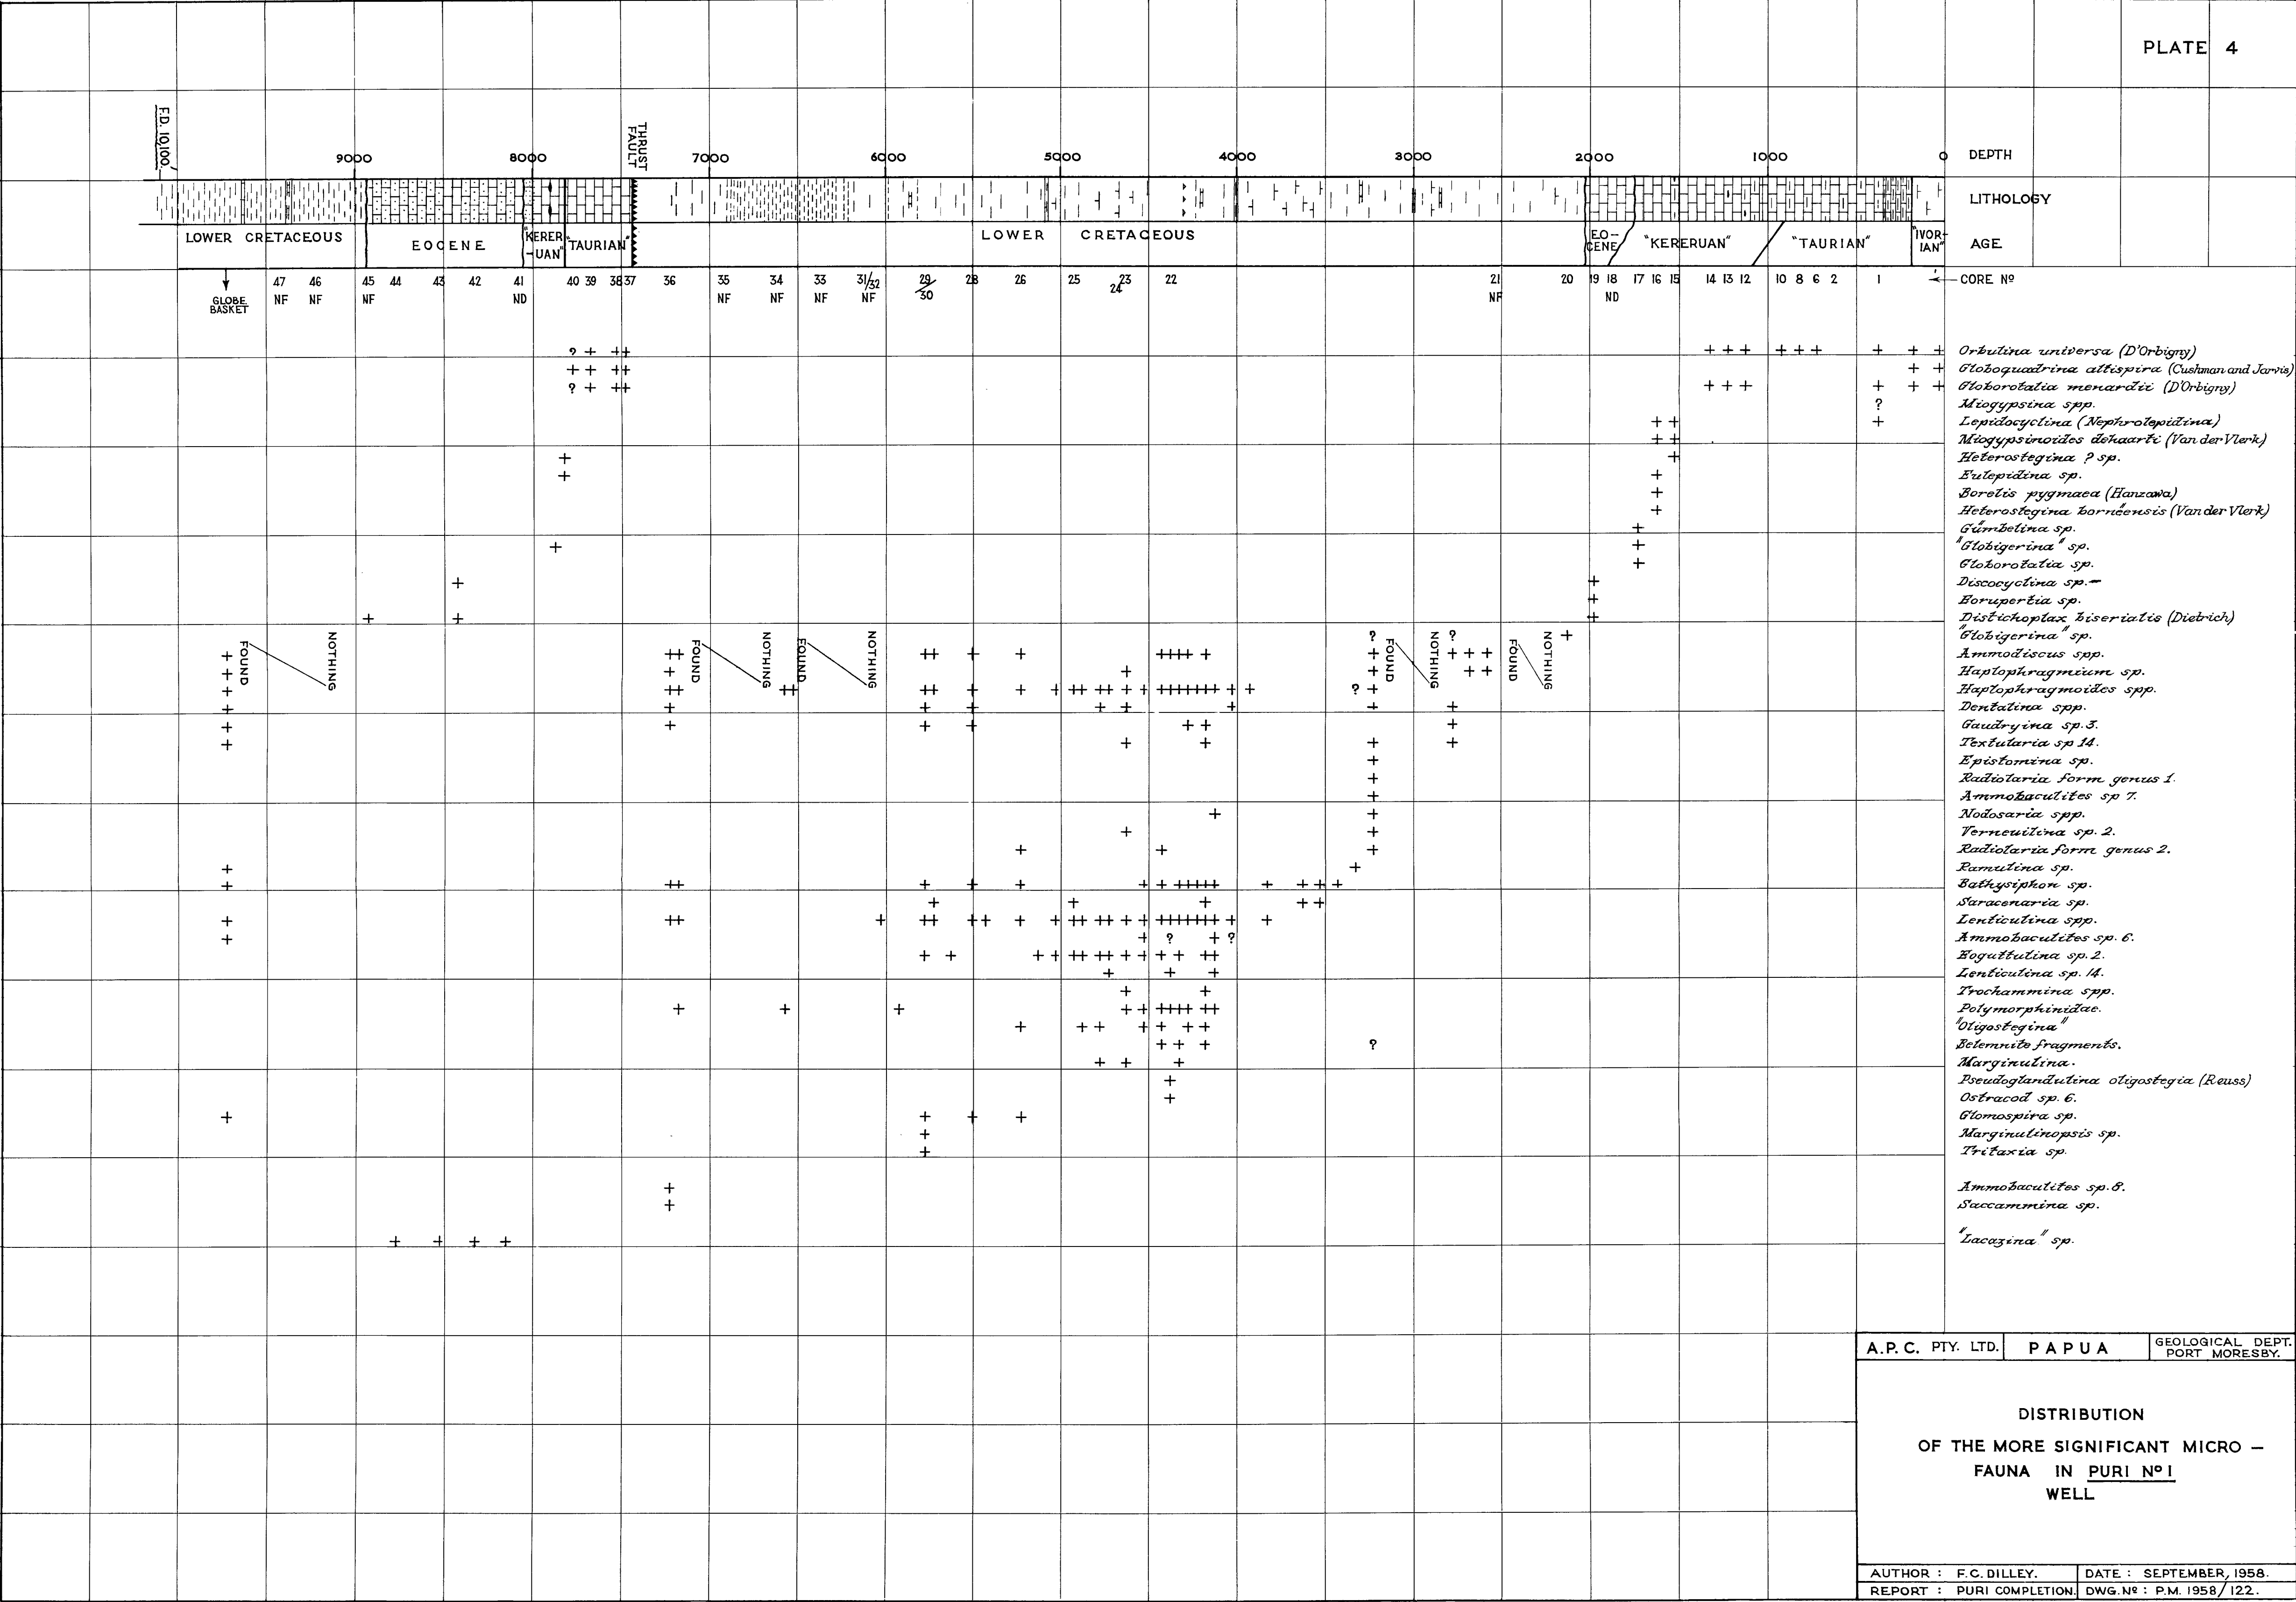 PLATE 4
F.D. 10,100.
9000 8000 THRUST FAULT 7000 6000 5000 4000 3000 2000 1000 0 DEPTH
LITHOLOGY
LOWER CRETACEOUS EOCENE "KERER-UAN" "TAURIAN" LOWER CRETACEOUS EO-CENE "KERERUAN" "TAURIAN" "IVOR-IAN" AGE
GLOBE BASKET 47 46 45 44 43 42 41 40 39 38 37 36 35 34 33 31/32 29/30 28 26 25 24 23 22 21 20 19 18 17 16 15 14 13 12 10 8 6 2 1 CORE Nº
NF NF NF ND NF NF NF NF NF ND
? + + + + + + + + + + + + Orbulina universa (D'Orbigny)
+ + + + + + Globoquadrina altispira (Cushman and Jarvis)
? + + + + + + + + + Globorotalia menardii (D'Orbigny)
? Miogypsina spp.
+ + + Lepidocyclina (Nephrolepidina)
+ + Miogypsinoides dehaarti (Van der Vlerk)
+ + Heterostegina ? sp.
+ + Eulepidina sp.
+ Borelis pygmaea (Hanzawa)
+ Heterostegina bornëensis (Van der Vlerk)
+ Gümbelina sp.
+ + "Globigerina" sp.
+ Globorotalia sp.
+ + Discocyclina sp.
+ Eorupertia sp.
+ + + Distichoplax biserialis (Dietrich)
NOTHING FOUND
NOTHING FOUND
NOTHING FOUND
NOTHING FOUND
NOTHING FOUND
? ? + "Globigerina" sp.
Ammodiscus spp.
Haplophragmium sp.
Haplophragmoides spp.
Dentalina spp.
Gaudryina sp. 3.
Textularia sp 14.
Epistomina sp.
Radiolaria form genus 1.
Ammobaculites sp 7.
Nodosaria spp.
Verneuilina sp. 2.
Radiolaria form genus 2.
Ramulina sp.
Bathysiphon sp.
Saracenaria sp.
Lenticulina spp.
Ammobaculites sp. 6.
Eoguttulina sp. 2.
Lenticulina sp. 14.
Trochammina spp.
Polymorphinidae.
"Oligostegina"
Belemnite fragments.
Marginulina.
Pseudoglandulina oligostegia (Reuss)
Ostracod sp. 6.
Glomospira sp.
Marginulinopsis sp.
Tritaxia sp.
Ammobaculites sp. 8.
Saccammina sp.
"Lacazina" sp.
A.P.C. PTY. LTD. PAPUA GEOLOGICAL DEPT. PORT MORESBY.
DISTRIBUTION
OF THE MORE SIGNIFICANT MICRO –
FAUNA IN PURI Nº 1
WELL
AUTHOR : F.C. DILLEY. DATE : SEPTEMBER, 1958.
REPORT : PURI COMPLETION. DWG. Nº : P.M. 1958/122.